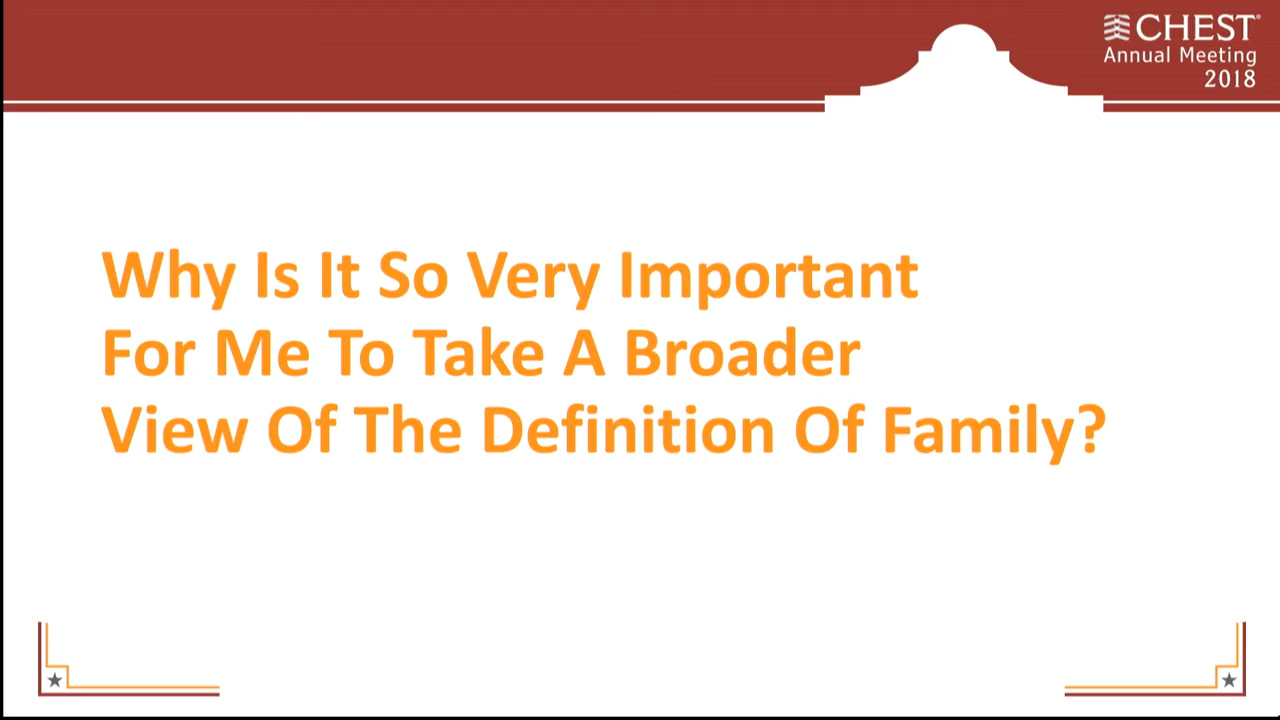 CHEST®
Annual Meeting
2018
Why Is It So Very Important
For Me To Take A Broader
View Of The Definition Of Family?